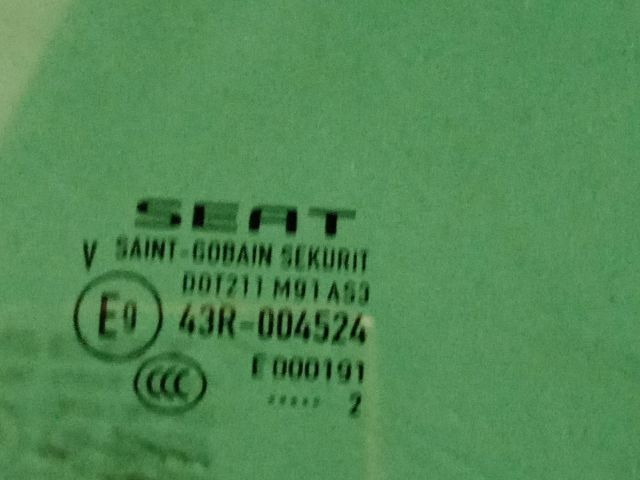 SEAT
V SAINT-GOBAIN SEKURIT
DOT211 M91 AS3
E9 43R-004524
CCC E000191
..... 2